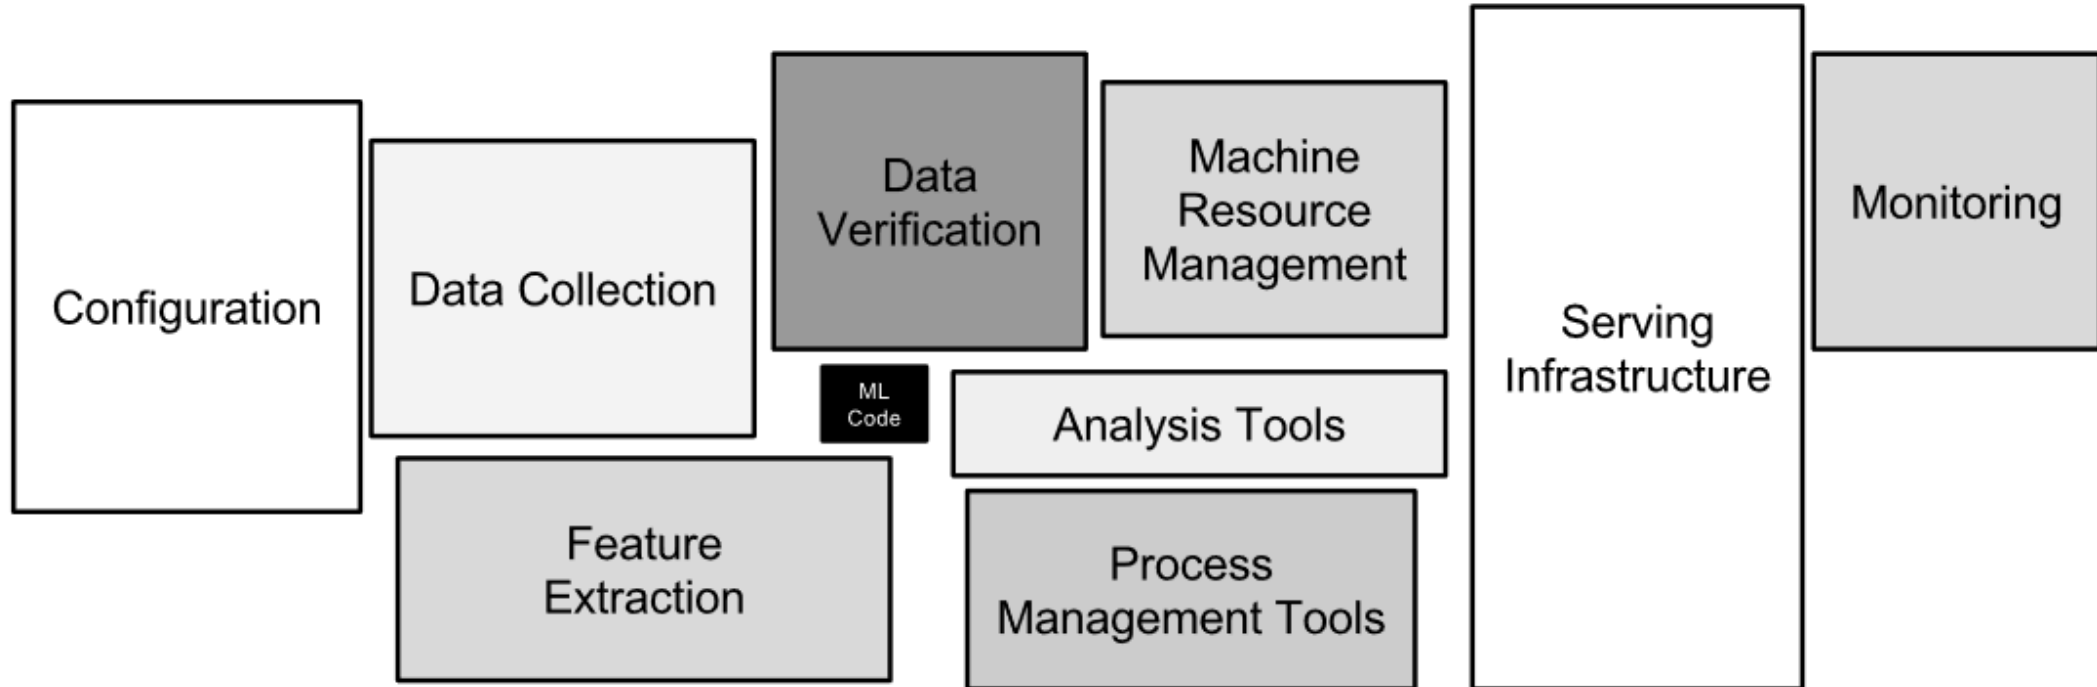 Configuration
Data Collection
Feature
Extraction
Data
Verification
ML
Code
Machine
Resource
Management
Analysis Tools
Process
Management Tools
Serving
Infrastructure
Monitoring